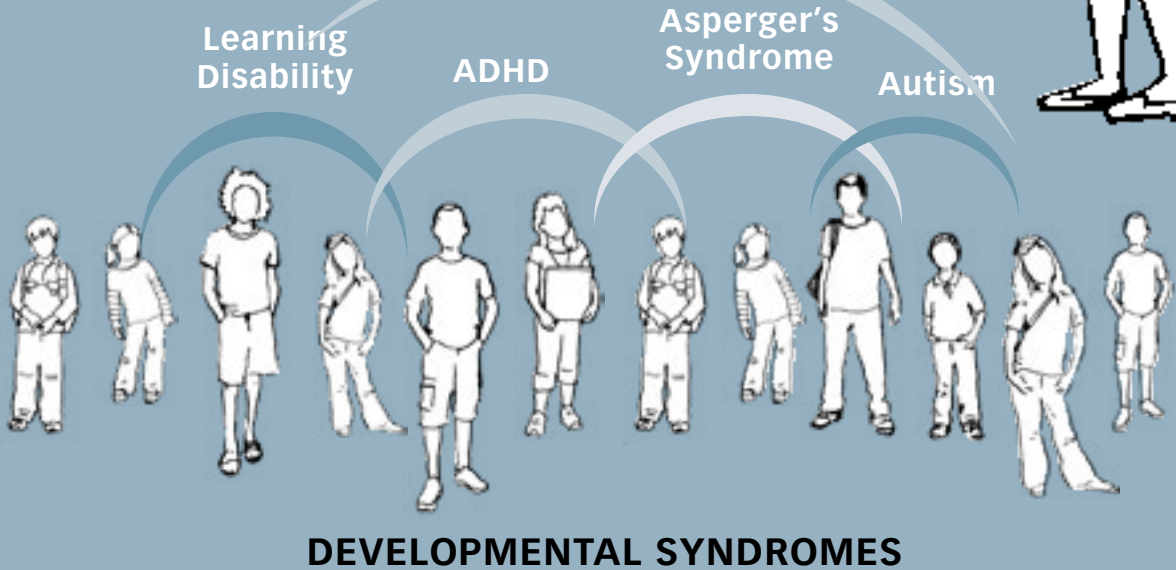 Learning
Disability
ADHD
Asperger's
Syndrome
Autism
DEVELOPMENTAL SYNDROMES